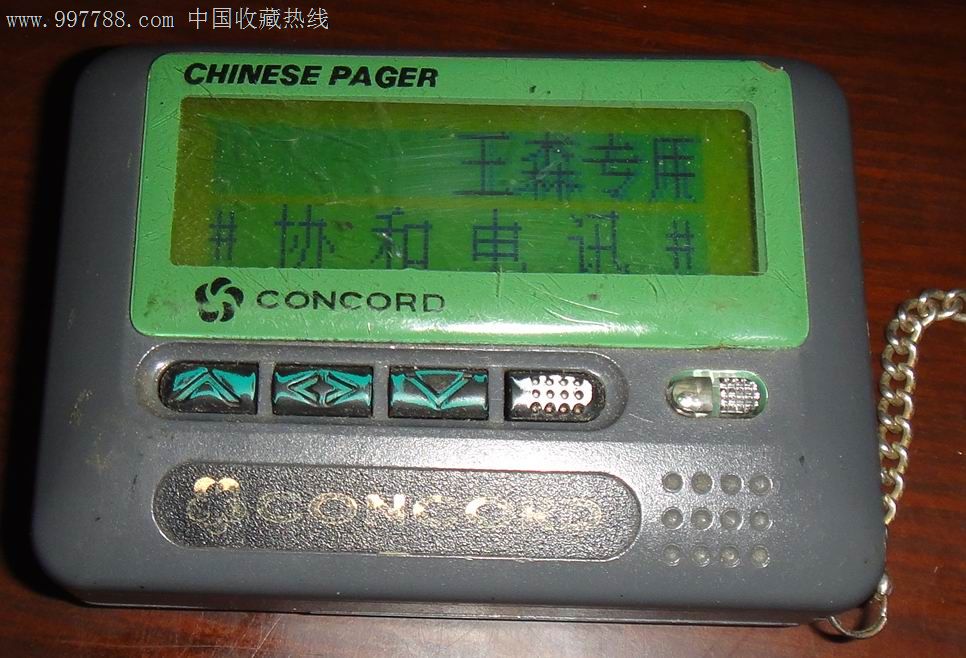 www.997788.com 中国收藏热线
CHINESE PAGER
王森专用
# 协和电讯 #
CONCORD
CONCORD